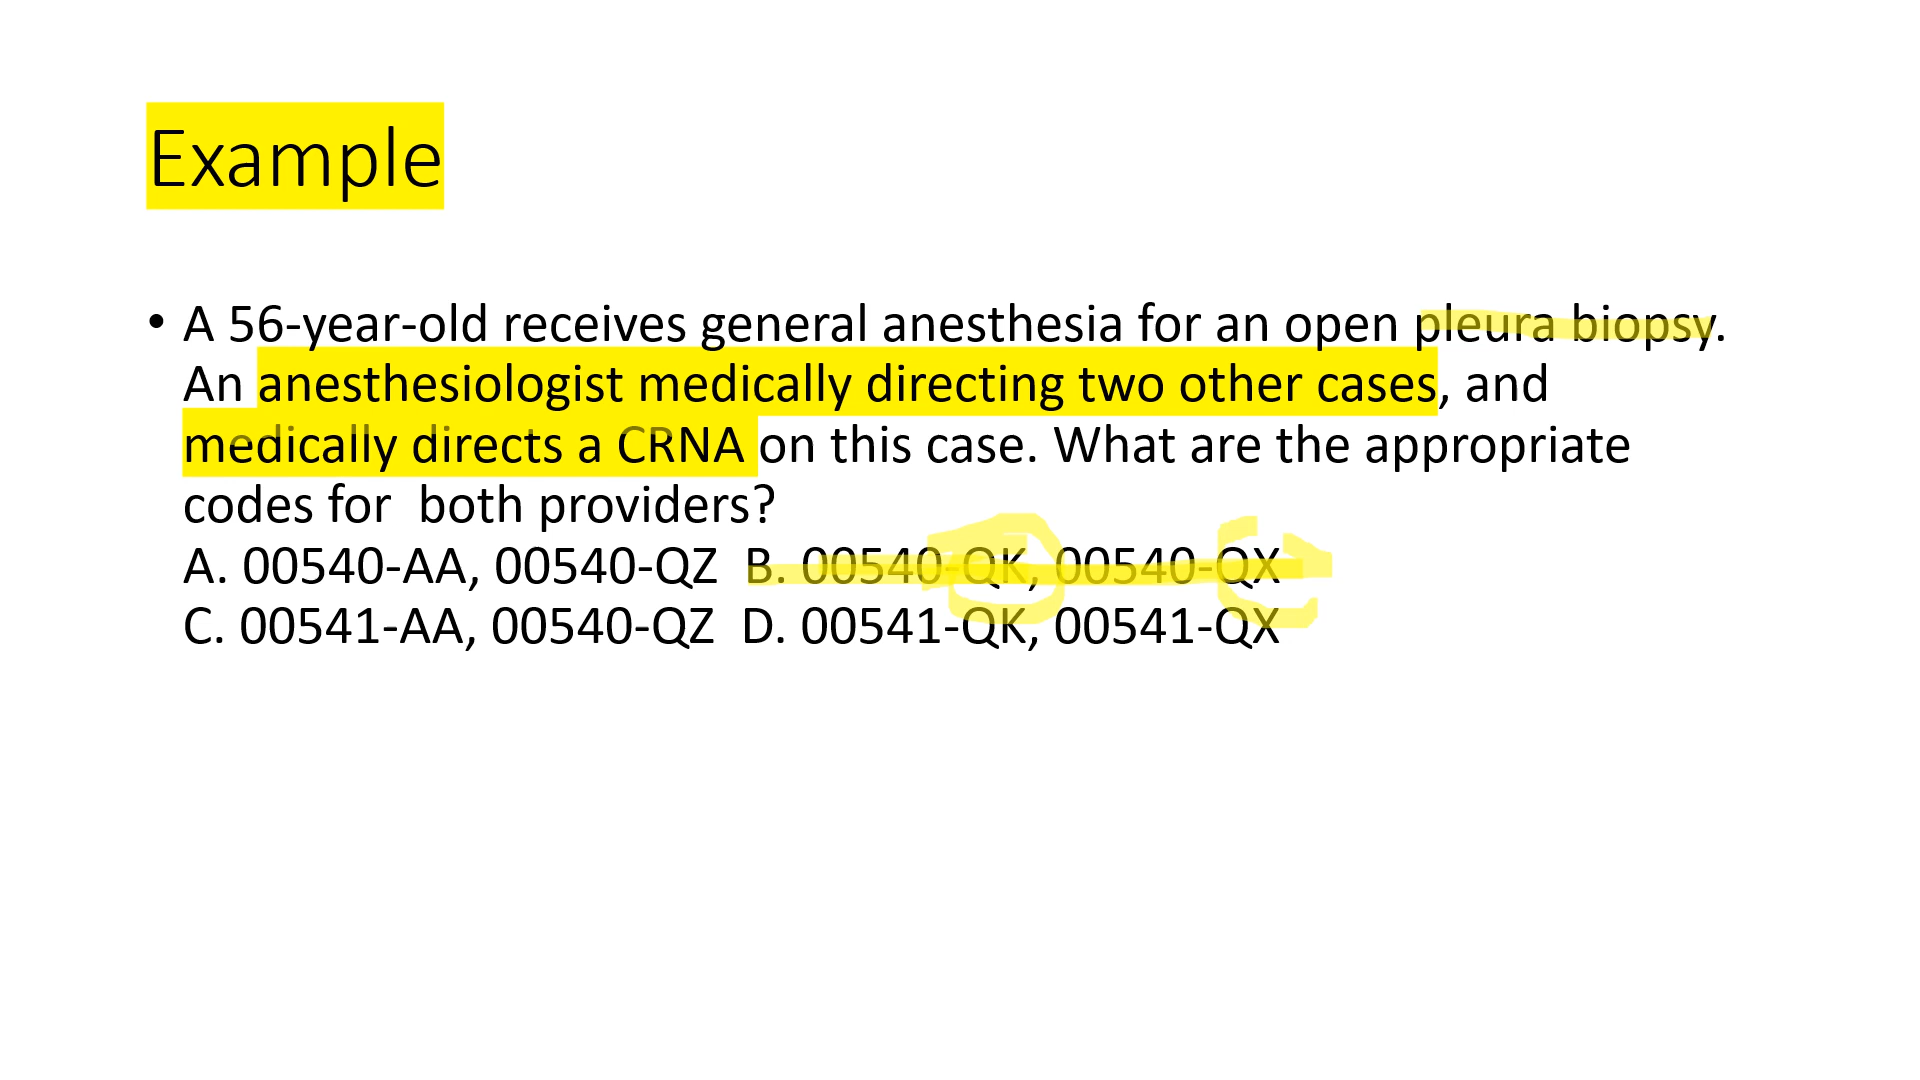 Example
• A 56-year-old receives general anesthesia for an open pleura biopsy.
An anesthesiologist medically directing two other cases, and
medically directs a CRNA on this case. What are the appropriate
codes for  both providers?
A. 00540-AA, 00540-QZ  B. 00540-QK, 00540-QX
C. 00541-AA, 00540-QZ  D. 00541-QK, 00541-QX